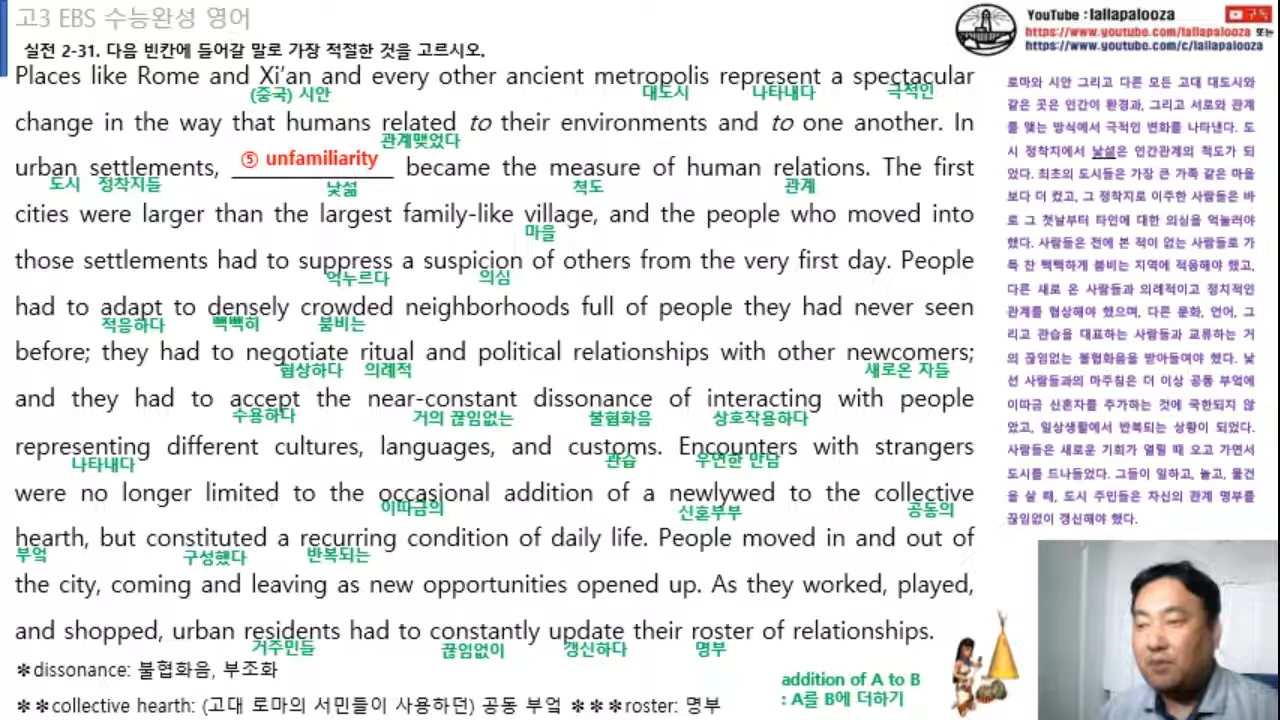 고3 EBS 수능완성 영어
실전 2-31. 다음 빈칸에 들어갈 말로 가장 적절한 것을 고르시오.
Places like Rome and Xi’an and every other ancient metropolis represent a spectacular
(중국) 시안 대도시 나타내다 극적인
change in the way that humans related to their environments and to one another. In
관계맺었다
urban settlements, ⑤ unfamiliarity became the measure of human relations. The first
도시 정착지들 낯섦 척도 관계
cities were larger than the largest family-like village, and the people who moved into
마을
those settlements had to suppress a suspicion of others from the very first day. People
억누르다 의심
had to adapt to densely crowded neighborhoods full of people they had never seen
적응하다 빽빽히 붐비는
before; they had to negotiate ritual and political relationships with other newcomers;
협상하다 의례적 새로온 자들
and they had to accept the near-constant dissonance of interacting with people
수용하다 거의 끊임없는 불협화음 상호작용하다
representing different cultures, languages, and customs. Encounters with strangers
나타내다 관습 우연한 만남
were no longer limited to the occasional addition of a newlywed to the collective
이따금의 신혼부부 공동의
hearth, but constituted a recurring condition of daily life. People moved in and out of
부엌 구성했다 반복되는
the city, coming and leaving as new opportunities opened up. As they worked, played,
and shopped, urban residents had to constantly update their roster of relationships.
거주민들 끊임없이 갱신하다 명부
＊dissonance: 불협화음, 부조화
＊＊collective hearth: (고대 로마의 서민들이 사용하던) 공동 부엌 ＊＊＊roster: 명부
addition of A to B
: A를 B에 더하기
YouTube : lallapalooza
구독
https://www.youtube.com/lallapalooza 또는
https://www.youtube.com/c/lallapalooza
로마와 시안 그리고 다른 모든 고대 대도시와
같은 곳은 인간이 환경과, 그리고 서로와 관계
를 맺는 방식에서 극적인 변화를 나타낸다. 도
시 정착지에서 낯섦은 인간관계의 척도가 되
었다. 최초의 도시들은 가장 큰 가족 같은 마을
보다 더 컸고, 그 정착지로 이주한 사람들은 바
로 그 첫날부터 타인에 대한 의심을 억눌러야
했다. 사람들은 전에 본 적이 없는 사람들로 가
득 찬 빽빽하게 붐비는 지역에 적응해야 했고,
다른 새로 온 사람들과 의례적이고 정치적인
관계를 협상해야 했으며, 다른 문화, 언어, 그
리고 관습을 대표하는 사람들과 교류하는 거
의 끊임없는 불협화음을 받아들여야 했다. 낯
선 사람들과의 마주침은 더 이상 공동 부엌에
이따금 신혼자를 추가하는 것에 국한되지 않
았고, 일상생활에서 반복되는 상황이 되었다.
사람들은 새로운 기회가 열릴 때 오고 가면서
도시를 드나들었다. 그들이 일하고, 놀고, 물건
을 살 때, 도시 주민들은 자신의 관계 명부를
끊임없이 갱신해야 했다.